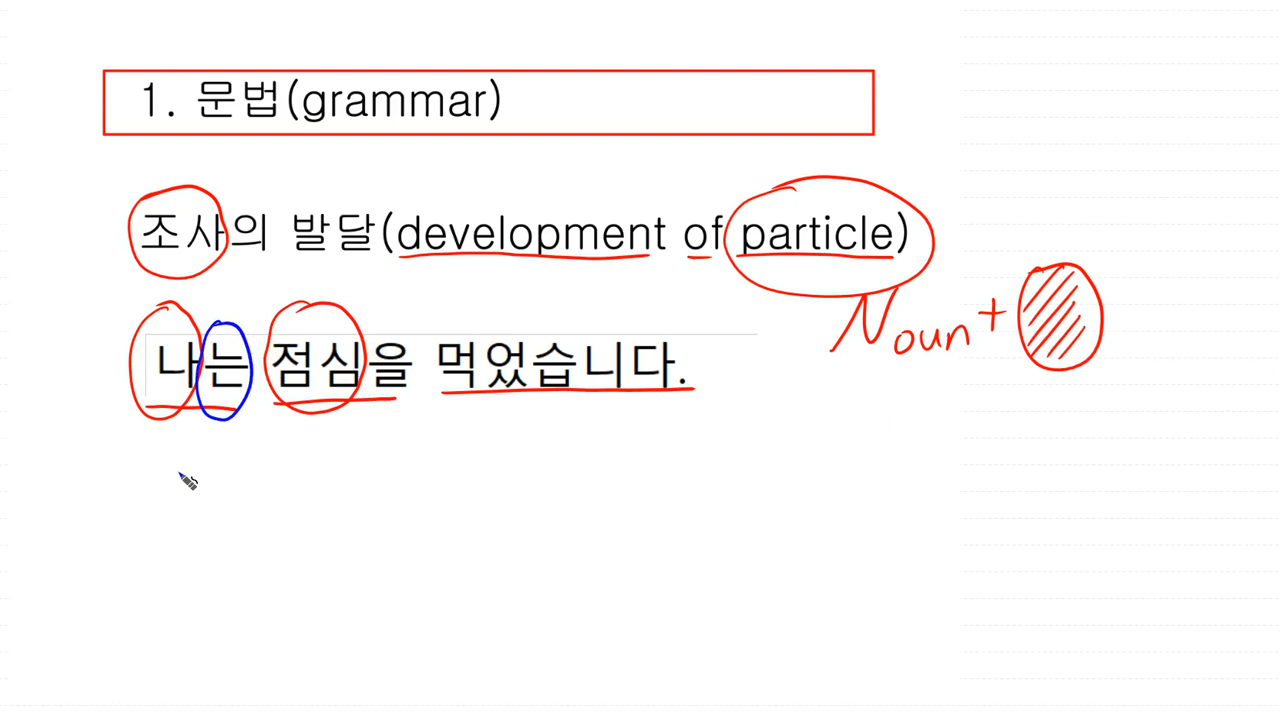 1. 문법(grammar)
조사의 발달(development of particle)
Noun+
나는 점심을 먹었습니다.